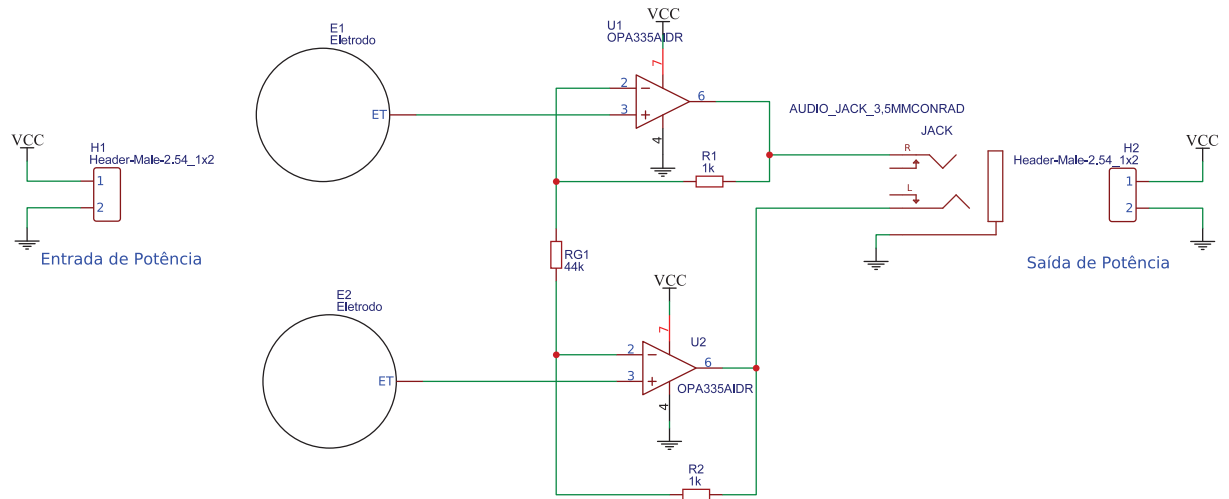 VCC
H1
Header-Male-2.54_1x2
1
2
Entrada de Potência
E1
Eletrodo
ET
E2
Eletrodo
ET
U1
OPA335AIDR
VCC
7
2
3
6
4
R1
1k
RG1
44k
VCC
7
U2
2
3
6
OPA335AIDR
4
R2
1k
AUDIO_JACK_3,5MMCONRAD
JACK
R
L
H2
Header-Male-2.54_1x2
VCC
1
2
Saída de Potência